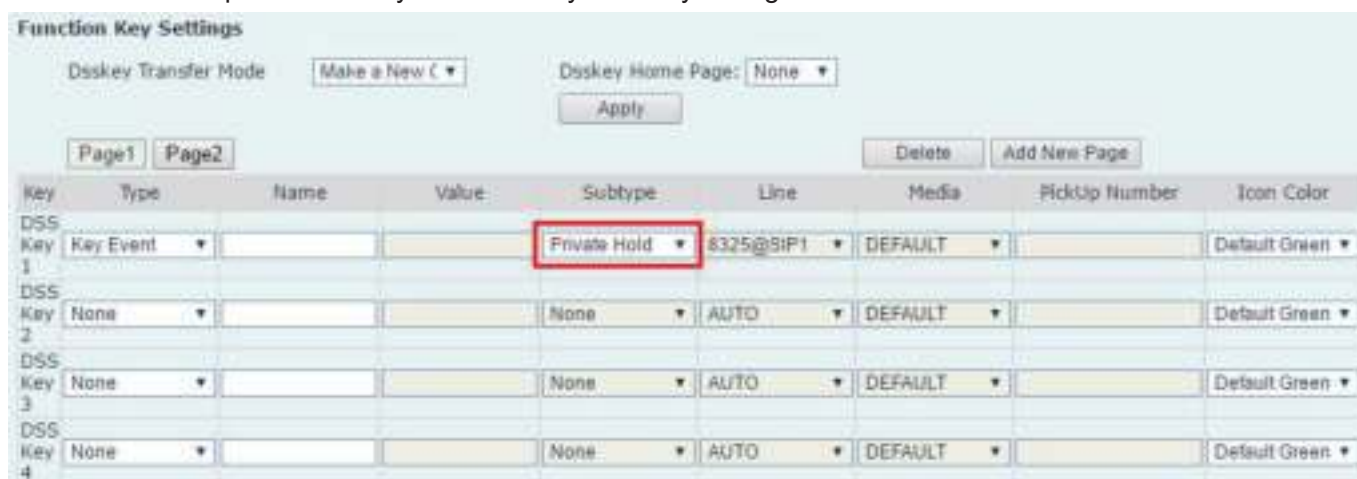 Function Key Settings
Dsskey Transfer Mode Make a New C Dsskey Home Page: None
Apply
Page1 Page2 Delete Add New Page
Key Type Name Value Subtype Line Media PickUp Number Icon Color
DSS Key 1 Key Event Private Hold 8325@SIP1 DEFAULT Default Green
DSS Key 2 None None AUTO DEFAULT Default Green
DSS Key 3 None None AUTO DEFAULT Default Green
DSS Key 4 None None AUTO DEFAULT Default Green